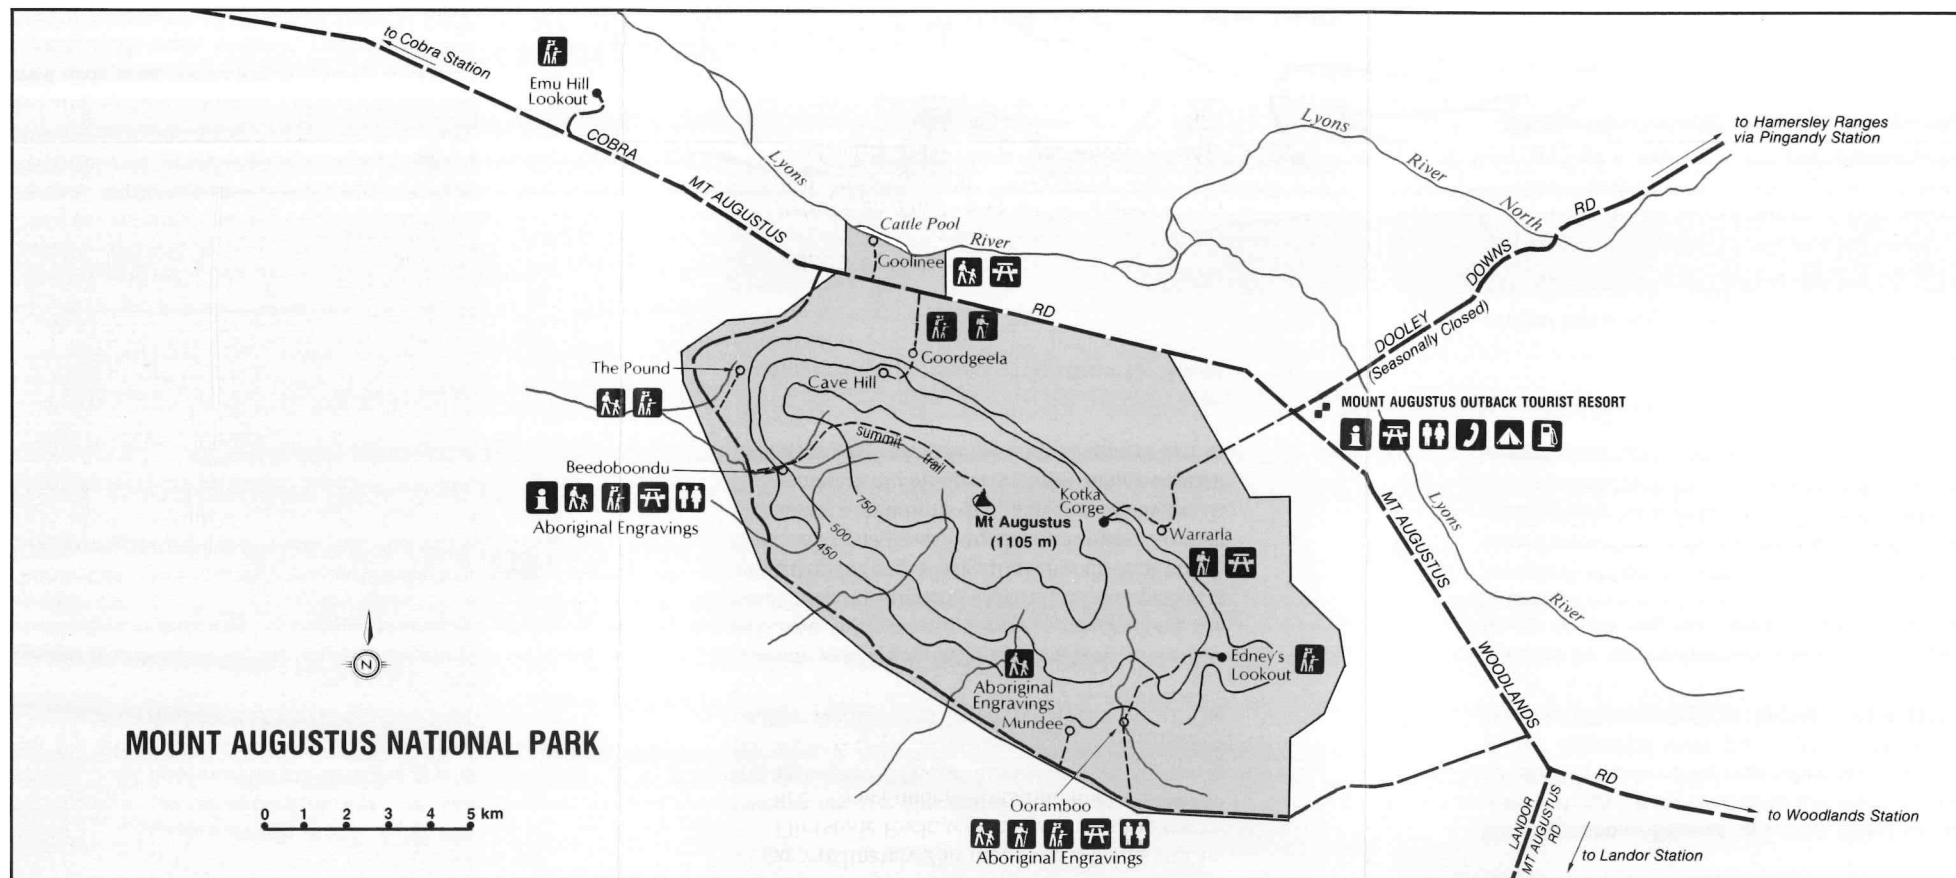 to Cobra Station
Emu Hill
Lookout
COBRA
MT AUGUSTUS
RD
Lyons
Cattle Pool
River
Goolinee
Lyons
River
North
to Hamersley Ranges
via Pingandy Station
RD
DOWNS
DOOLEY
(Seasonally Closed)
Goordgeela
The Pound
Cave Hill
MOUNT AUGUSTUS OUTBACK TOURIST RESORT
i
summit
trail
Beedoboondu
i
Aboriginal Engravings
750
500
450
Mt Augustus
(1105 m)
Kotka
Gorge
Warrarla
MT AUGUSTUS
Lyons
River
WOODLANDS
RD
N
Edney's
Lookout
Aboriginal
Engravings
Mundee
MOUNT AUGUSTUS NATIONAL PARK
0 1 2 3 4 5 km
Ooramboo
Aboriginal Engravings
LANDOR
MT AUGUSTUS
RD
to Woodlands Station
to Landor Station